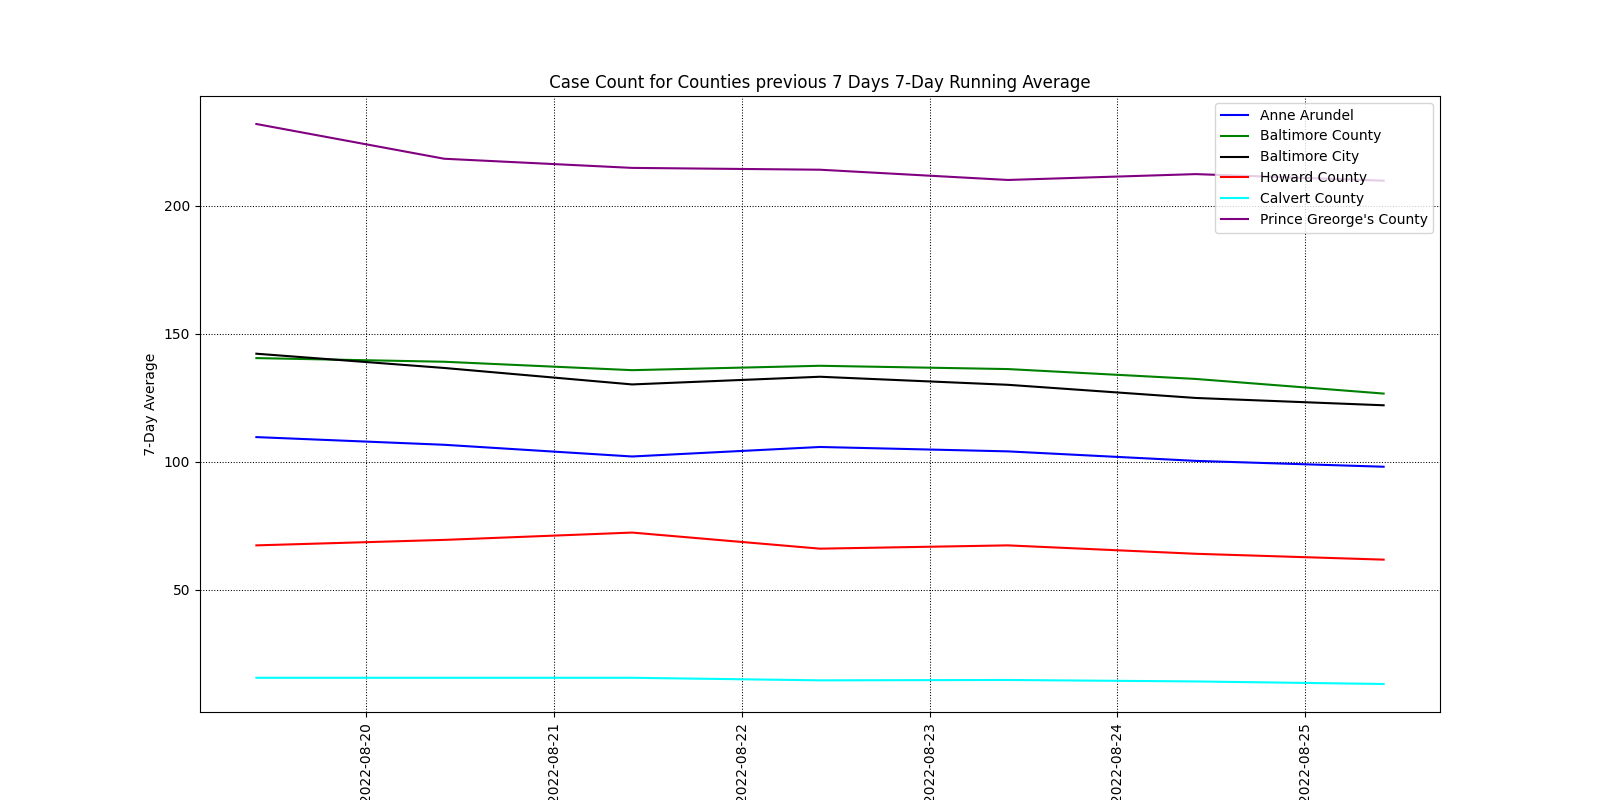 Case Count for Counties previous 7 Days 7-Day Running Average
Anne Arundel
Baltimore County
Baltimore City
Howard County
Calvert County
Prince Greorge's County
200
150
100
50
7-Day Average
2022-08-20
2022-08-21
2022-08-22
2022-08-23
2022-08-24
2022-08-25